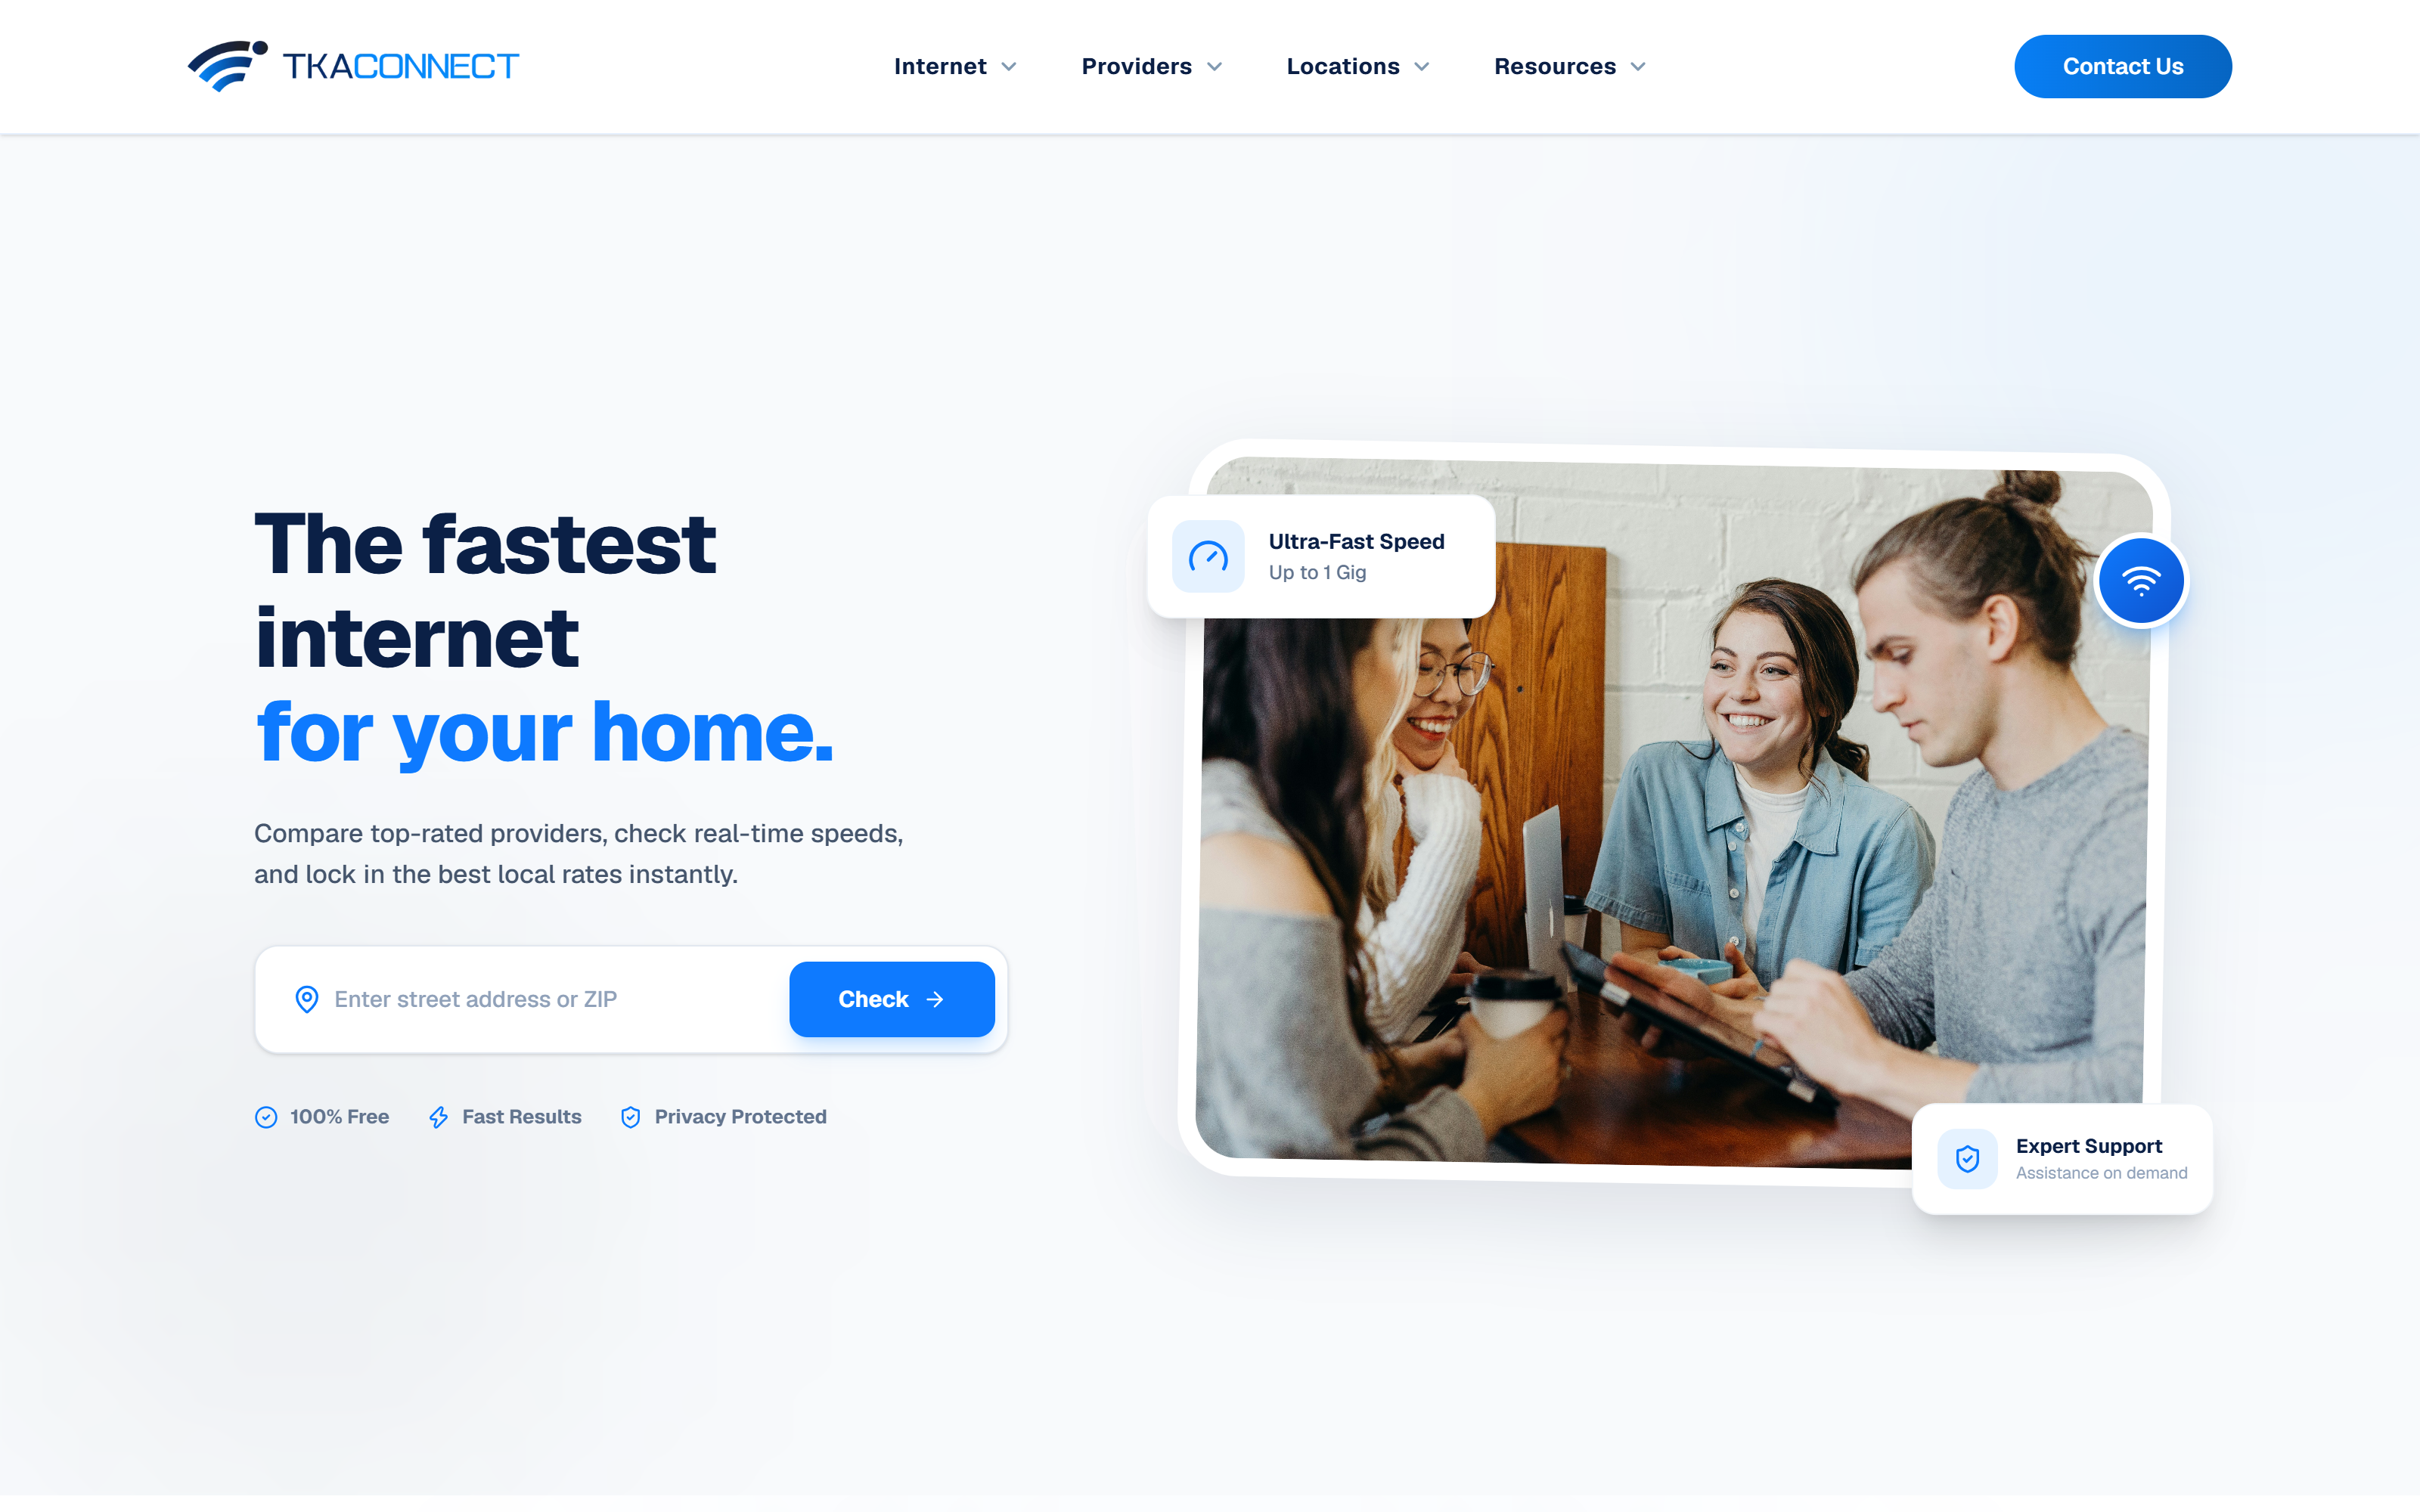 TKACONNECT
Internet
Providers
Locations
Resources
Contact Us
The fastest
internet
for your home.
Compare top-rated providers, check real-time speeds,
and lock in the best local rates instantly.
Enter street address or ZIP
Check
100% Free
Fast Results
Privacy Protected
Ultra-Fast Speed
Up to 1 Gig
Expert Support
Assistance on demand